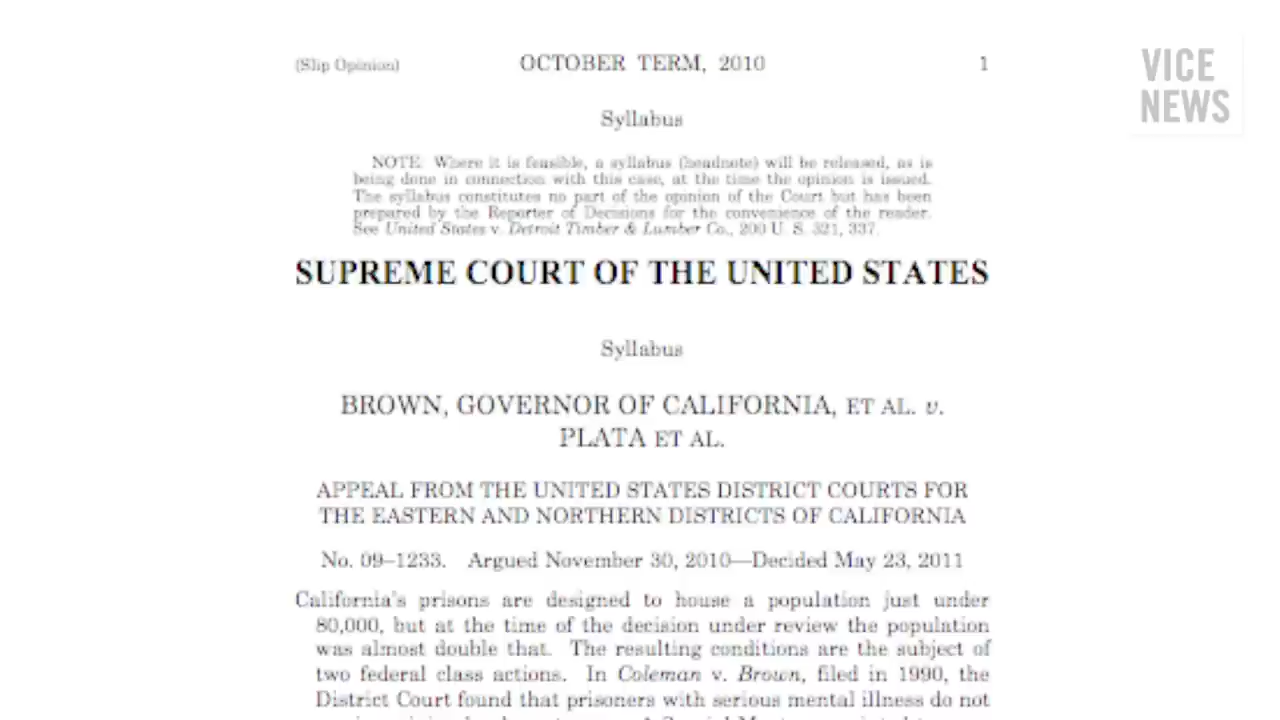 (Slip Opinion) OCTOBER TERM, 2010 1
Syllabus
NOTE: Where it is feasible, a syllabus (headnote) will be released, as is
being done in connection with this case, at the time the opinion is issued.
The syllabus constitutes no part of the opinion of the Court but has been
prepared by the Reporter of Decisions for the convenience of the reader.
See United States v. Detroit Timber & Lumber Co., 200 U. S. 321, 337.
SUPREME COURT OF THE UNITED STATES
Syllabus
BROWN, GOVERNOR OF CALIFORNIA, ET AL. v.
PLATA ET AL.
APPEAL FROM THE UNITED STATES DISTRICT COURTS FOR
THE EASTERN AND NORTHERN DISTRICTS OF CALIFORNIA
No. 09–1233. Argued November 30, 2010—Decided May 23, 2011
California's prisons are designed to house a population just under
80,000, but at the time of the decision under review the population
was almost double that. The resulting conditions are the subject of
two federal class actions. In Coleman v. Brown, filed in 1990, the
District Court found that prisoners with serious mental illness do not
VICE
NEWS